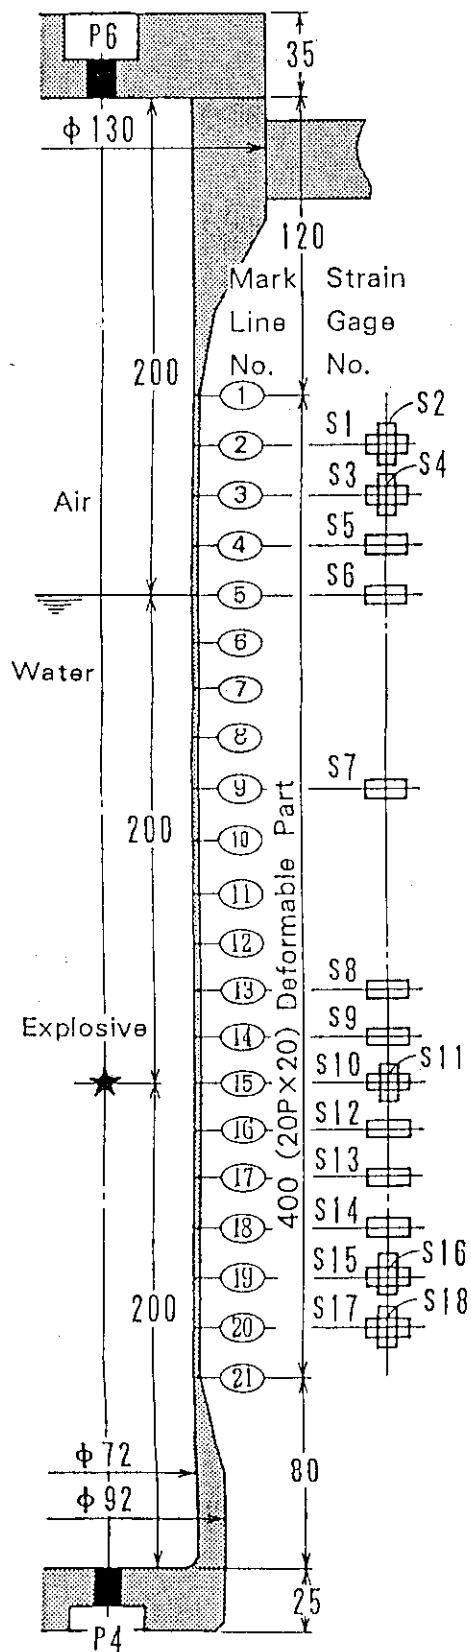 P6
35
ϕ130
120
Mark Strain
Line Gage
No. No.
200
1
S2
S1
2
S4
S3
3
Air
S5
4
S6
5
6
Water
7
8
S7
9
200
10
11
12
S8
13
Explosive
S9
14
S10
S11
15
S12
16
400 (20P×20) Deformable Part
S13
17
S14
18
S15
S16
19
S17
S18
20
200
21
ϕ72
80
ϕ92
25
P4